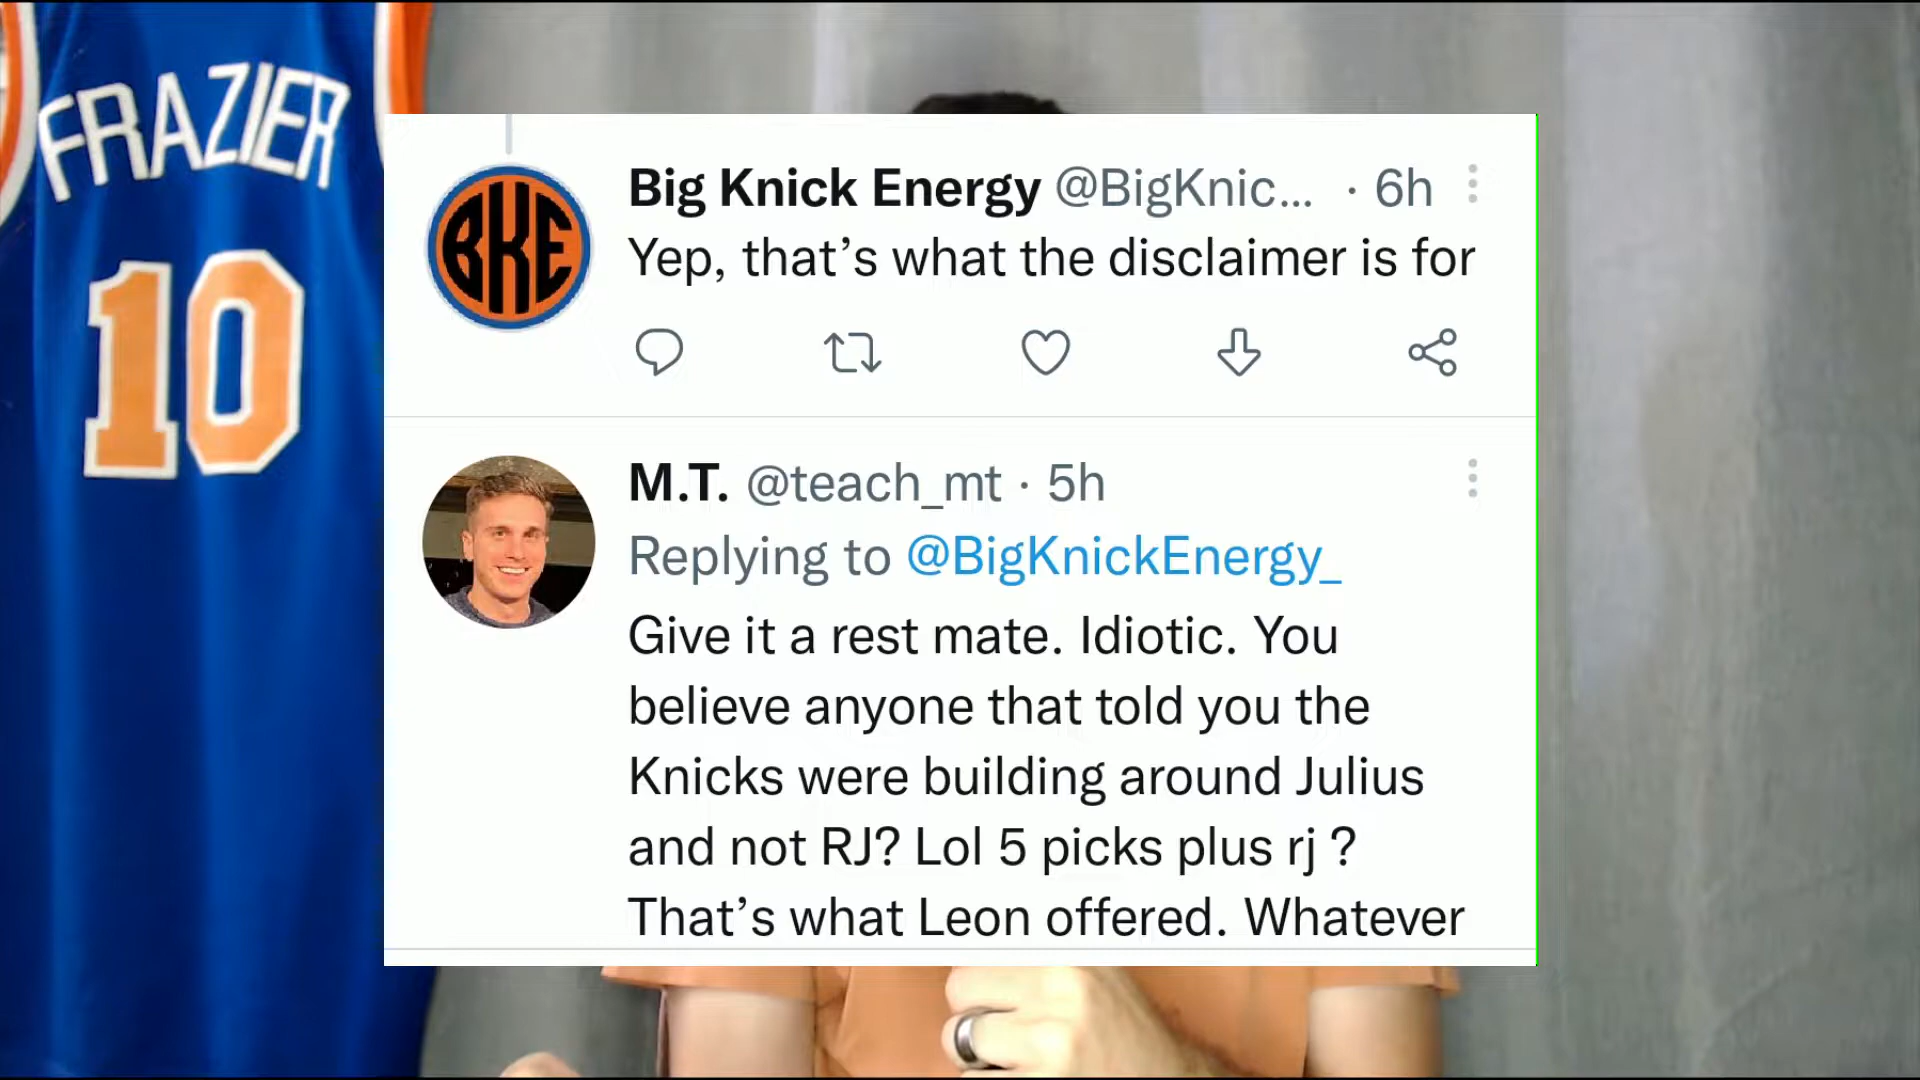 FRAZIER
10
BKE
Big Knick Energy @BigKnic... · 6h
Yep, that’s what the disclaimer is for
M.T. @teach_mt · 5h
Replying to @BigKnickEnergy_
Give it a rest mate. Idiotic. You
believe anyone that told you the
Knicks were building around Julius
and not RJ? Lol 5 picks plus rj ?
That’s what Leon offered. Whatever